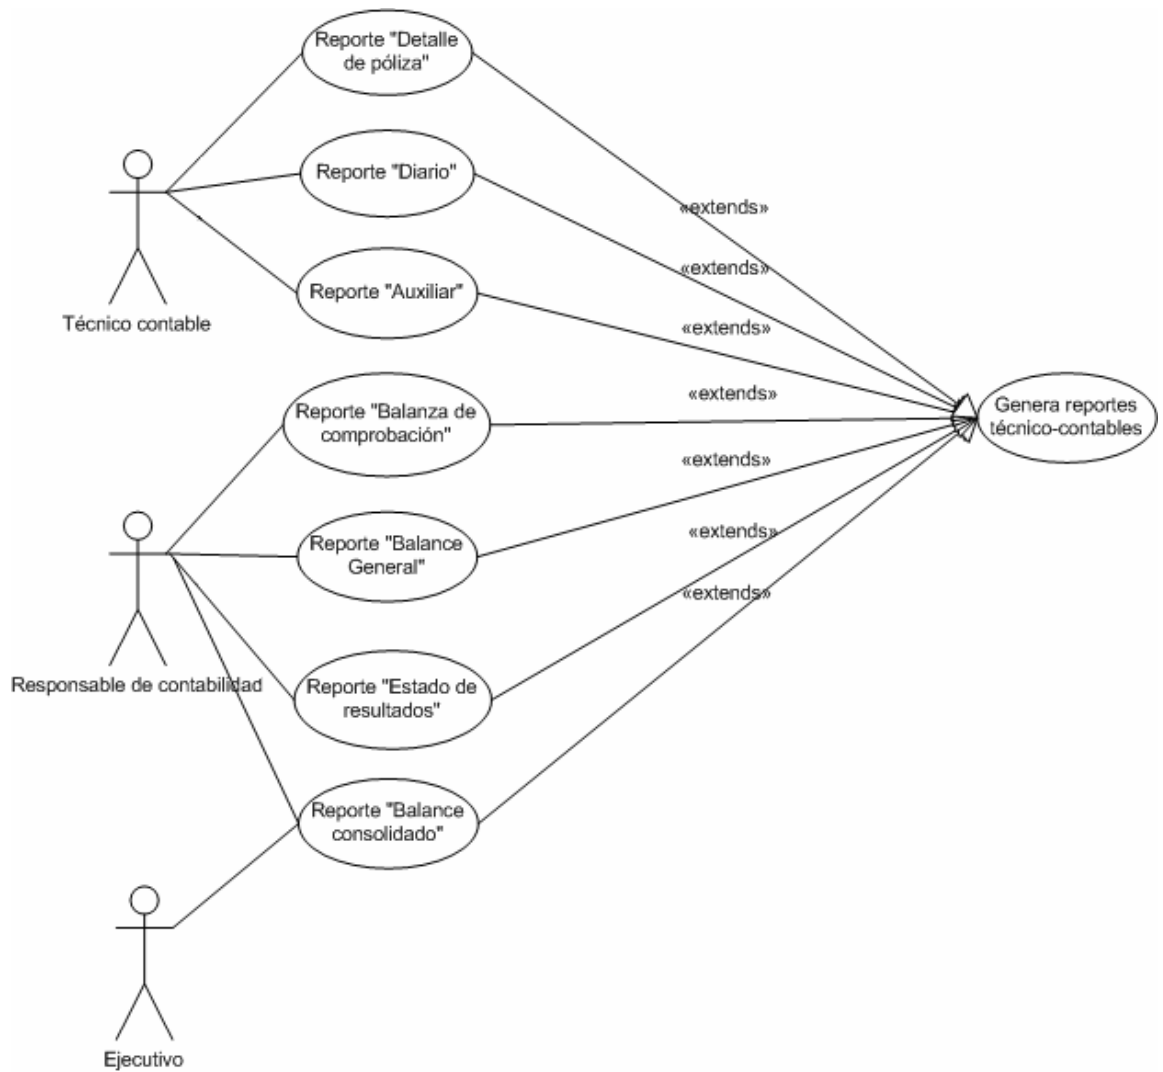 Reporte "Detalle
de póliza"
Reporte "Diario"
«extends»
«extends»
Reporte "Auxiliar"
Técnico contable
«extends»
«extends»
Reporte "Balanza de
comprobación"
Genera reportes
técnico-contables
«extends»
«extends»
Reporte "Balance
General"
«extends»
Responsable de contabilidad
Reporte "Estado de
resultados"
Reporte "Balance
consolidado"
Ejecutivo